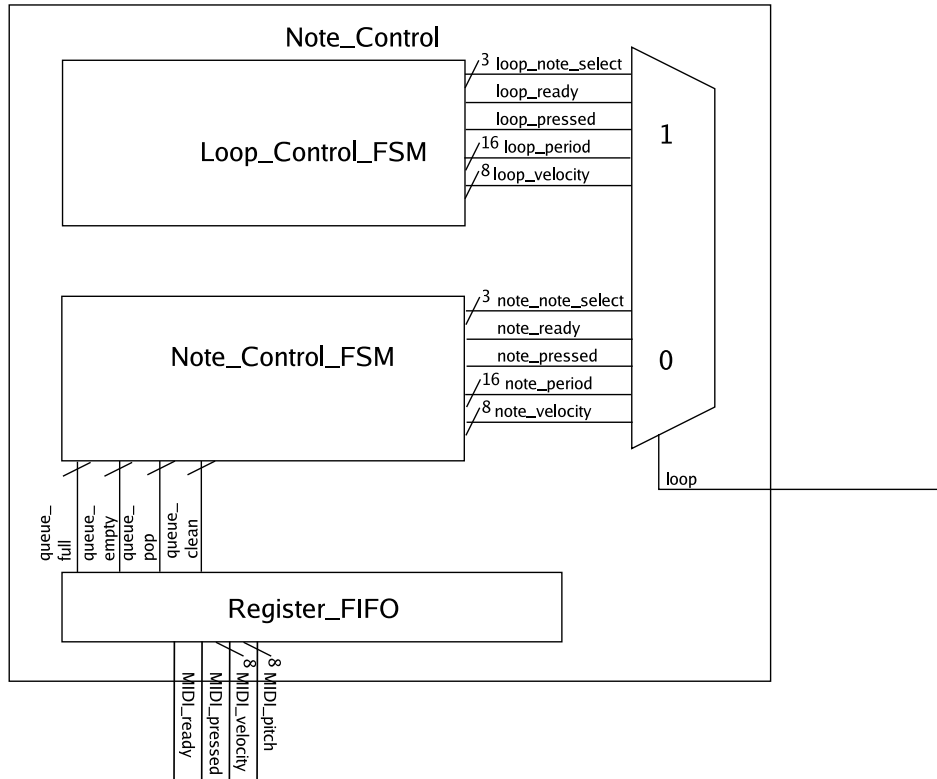 Note_Control
3 loop_note_select
loop_ready
loop_pressed
16 loop_period
8 loop_velocity
Loop_Control_FSM
1
3 note_note_select
note_ready
note_pressed
16 note_period
8 note_velocity
Note_Control_FSM
0
loop
queue_
full
queue_
empty
queue_
pop
queue_
clean
Register_FIFO
MIDI_ready
MIDI_pressed
8 MIDI_velocity
8 MIDI_pitch